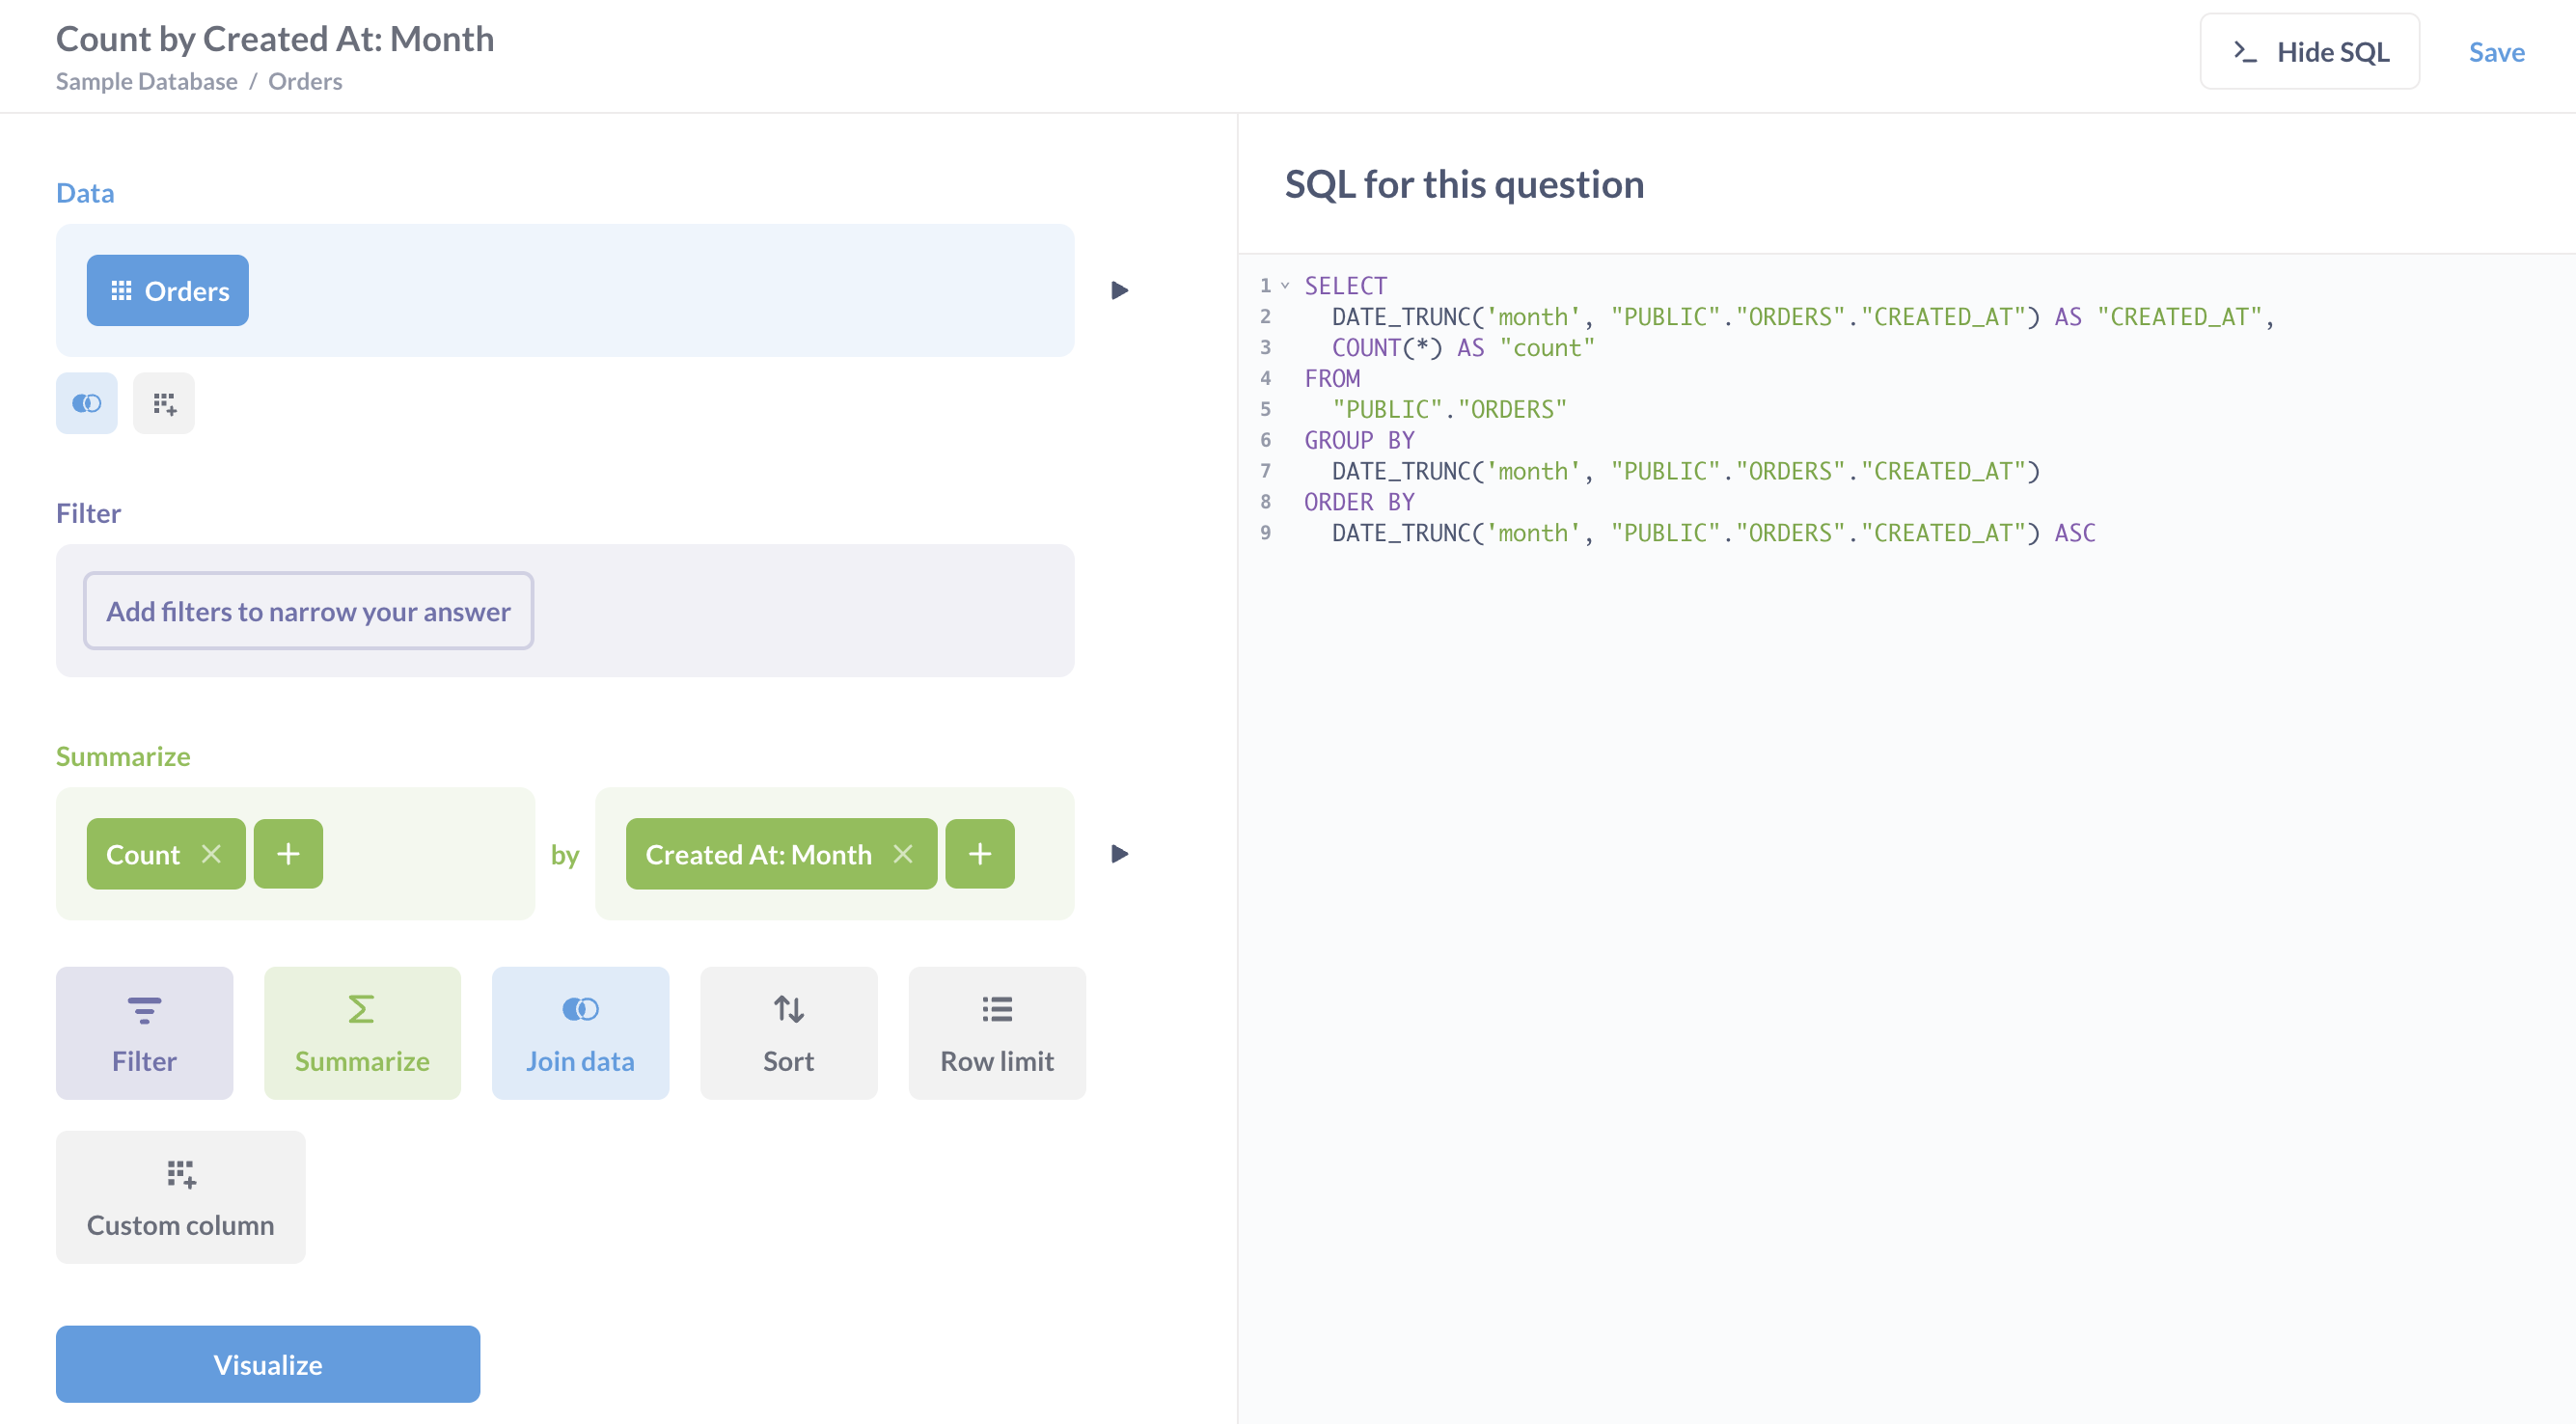 Count by Created At: Month
Sample Database / Orders
Hide SQL
Save
Data
Orders
Filter
Add filters to narrow your answer
Summarize
Count
by
Created At: Month
Filter
Summarize
Join data
Sort
Row limit
Custom column
Visualize
SQL for this question
1 SELECT
2 DATE_TRUNC('month', "PUBLIC"."ORDERS"."CREATED_AT") AS "CREATED_AT",
3 COUNT(*) AS "count"
4 FROM
5 "PUBLIC"."ORDERS"
6 GROUP BY
7 DATE_TRUNC('month', "PUBLIC"."ORDERS"."CREATED_AT")
8 ORDER BY
9 DATE_TRUNC('month', "PUBLIC"."ORDERS"."CREATED_AT") ASC